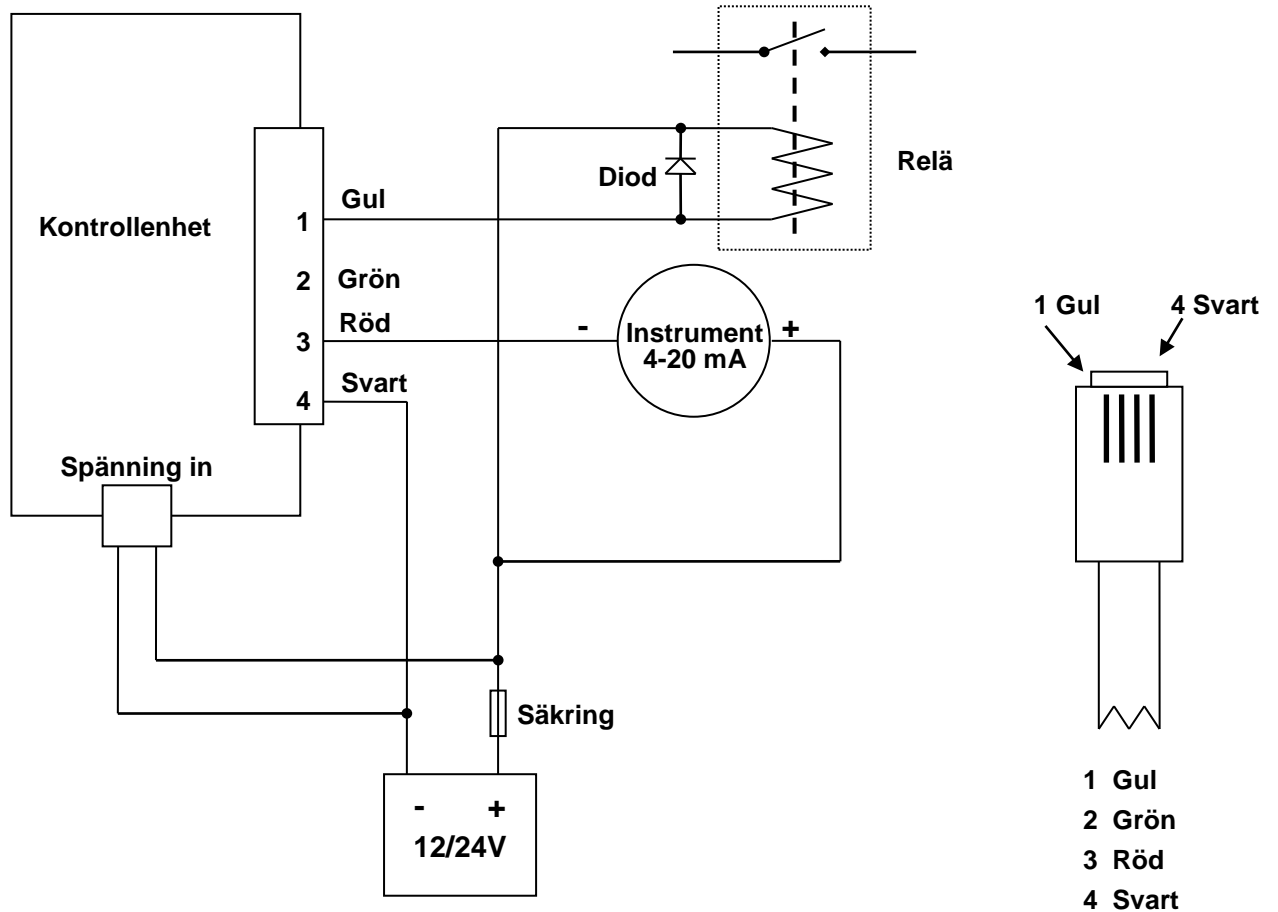 Relä
Diod
Gul
Kontrollenhet
1
2 Grön
Röd
3
- Instrument +
4-20 mA
Svart
4
Spänning in
Säkring
- +
12/24V
1 Gul 4 Svart
1 Gul
2 Grön
3 Röd
4 Svart